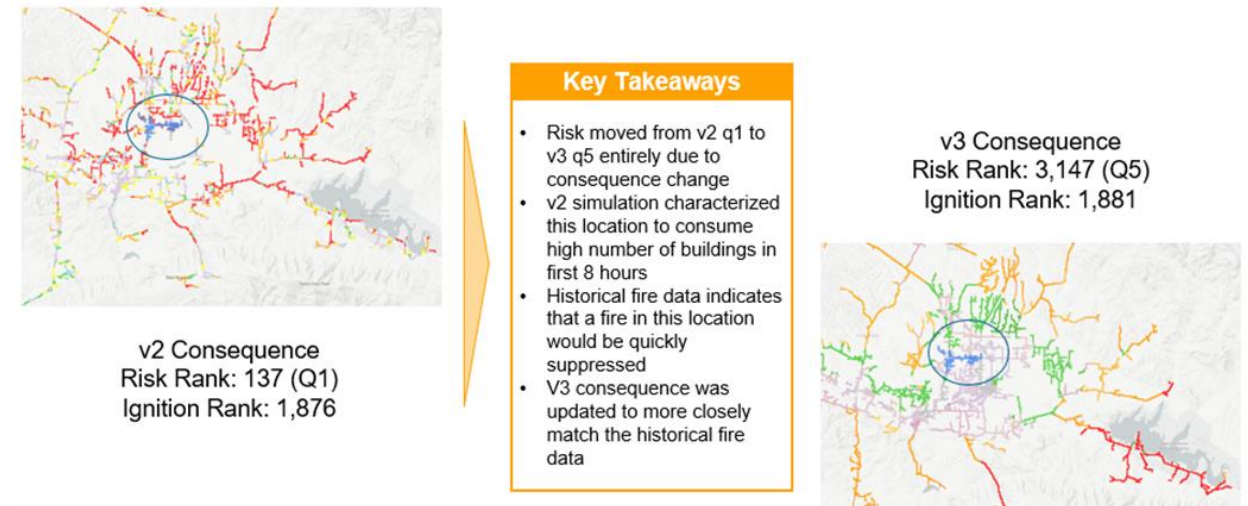 v2 Consequence
Risk Rank: 137 (Q1)
Ignition Rank: 1,876
Key Takeaways
• Risk moved from v2 q1 to
v3 q5 entirely due to
consequence change
• v2 simulation characterized
this location to consume
high number of buildings in
first 8 hours
• Historical fire data indicates
that a fire in this location
would be quickly
suppressed
• V3 consequence was
updated to more closely
match the historical fire
data
v3 Consequence
Risk Rank: 3,147 (Q5)
Ignition Rank: 1,881